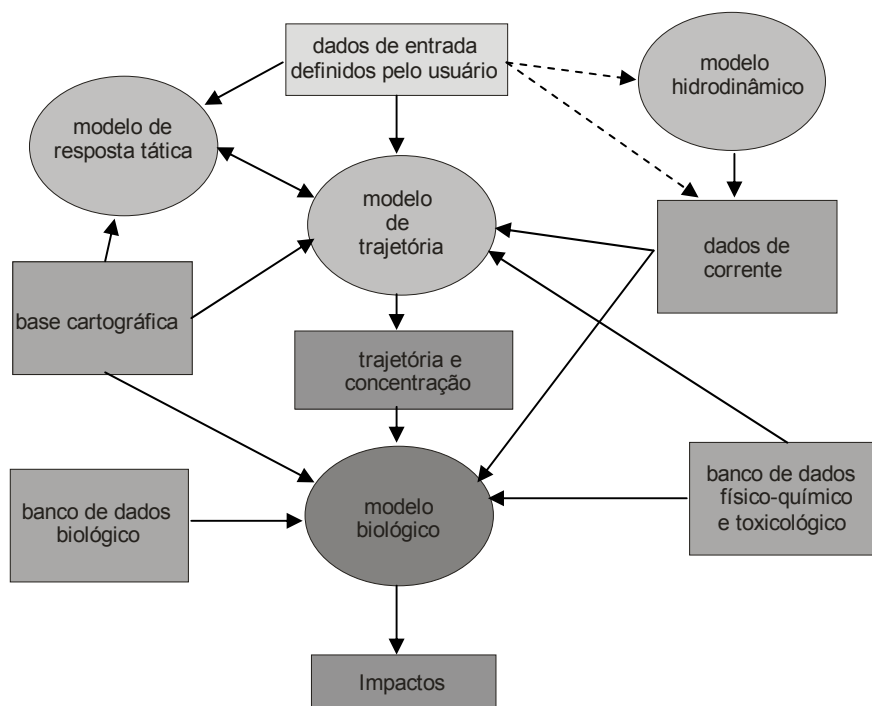 dados de entrada
definidos pelo usuário
modelo
hidrodinâmico
modelo de
resposta tática
modelo
de
trajetória
dados de
corrente
base cartográfica
trajetória e
concentração
banco de dados
biológico
modelo
biológico
banco de dados
físico-químico
e toxicológico
Impactos